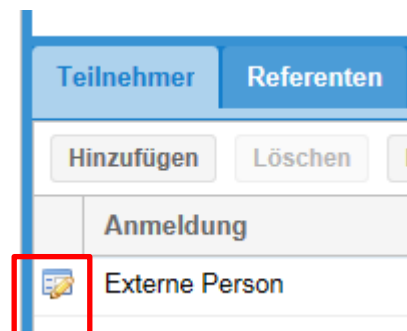 Teilnehmer Referenten
Hinzufügen Löschen
Anmeldung
Externe Person